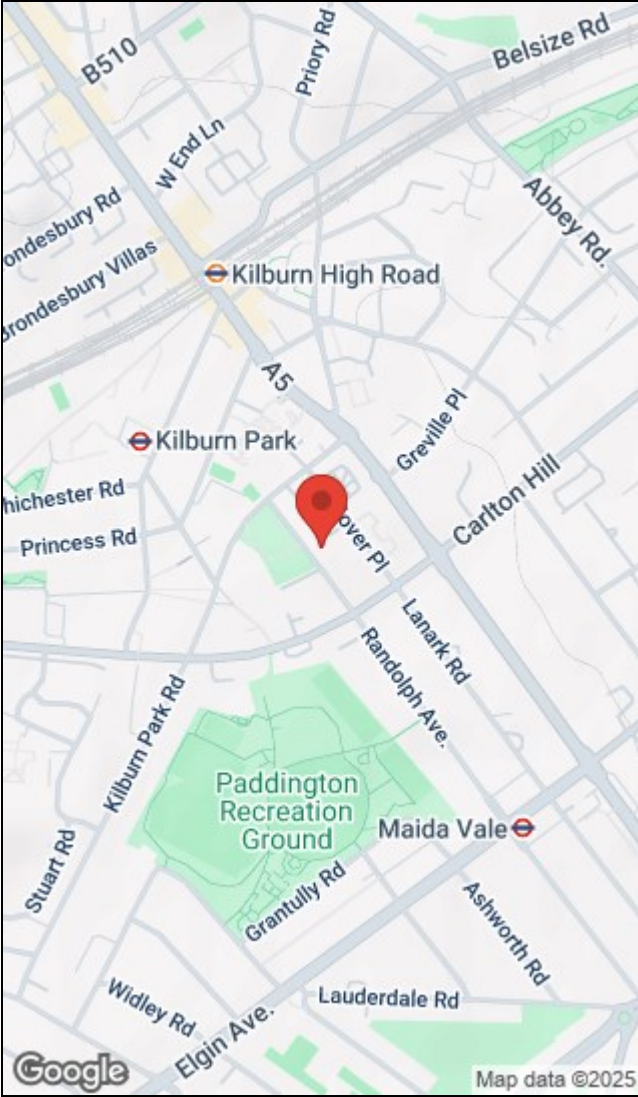 B510
Priory Rd
Belsize Rd
W End Ln
Abbey Rd.
ondesbury Rd
Brondesbury Villas
Kilburn High Road
A5
Greville Pl
Kilburn Park
Carlton Hill
hichester Rd
Princess Rd
over Pl
Lanark Rd
Randolph Ave.
Kilburn Park Rd
Paddington
Recreation
Ground
Maida Vale
Stuart Rd
Grantully Rd
Ashworth Rd
Widley Rd
Lauderdale Rd
Elgin Ave.
Google
Map data ©2025